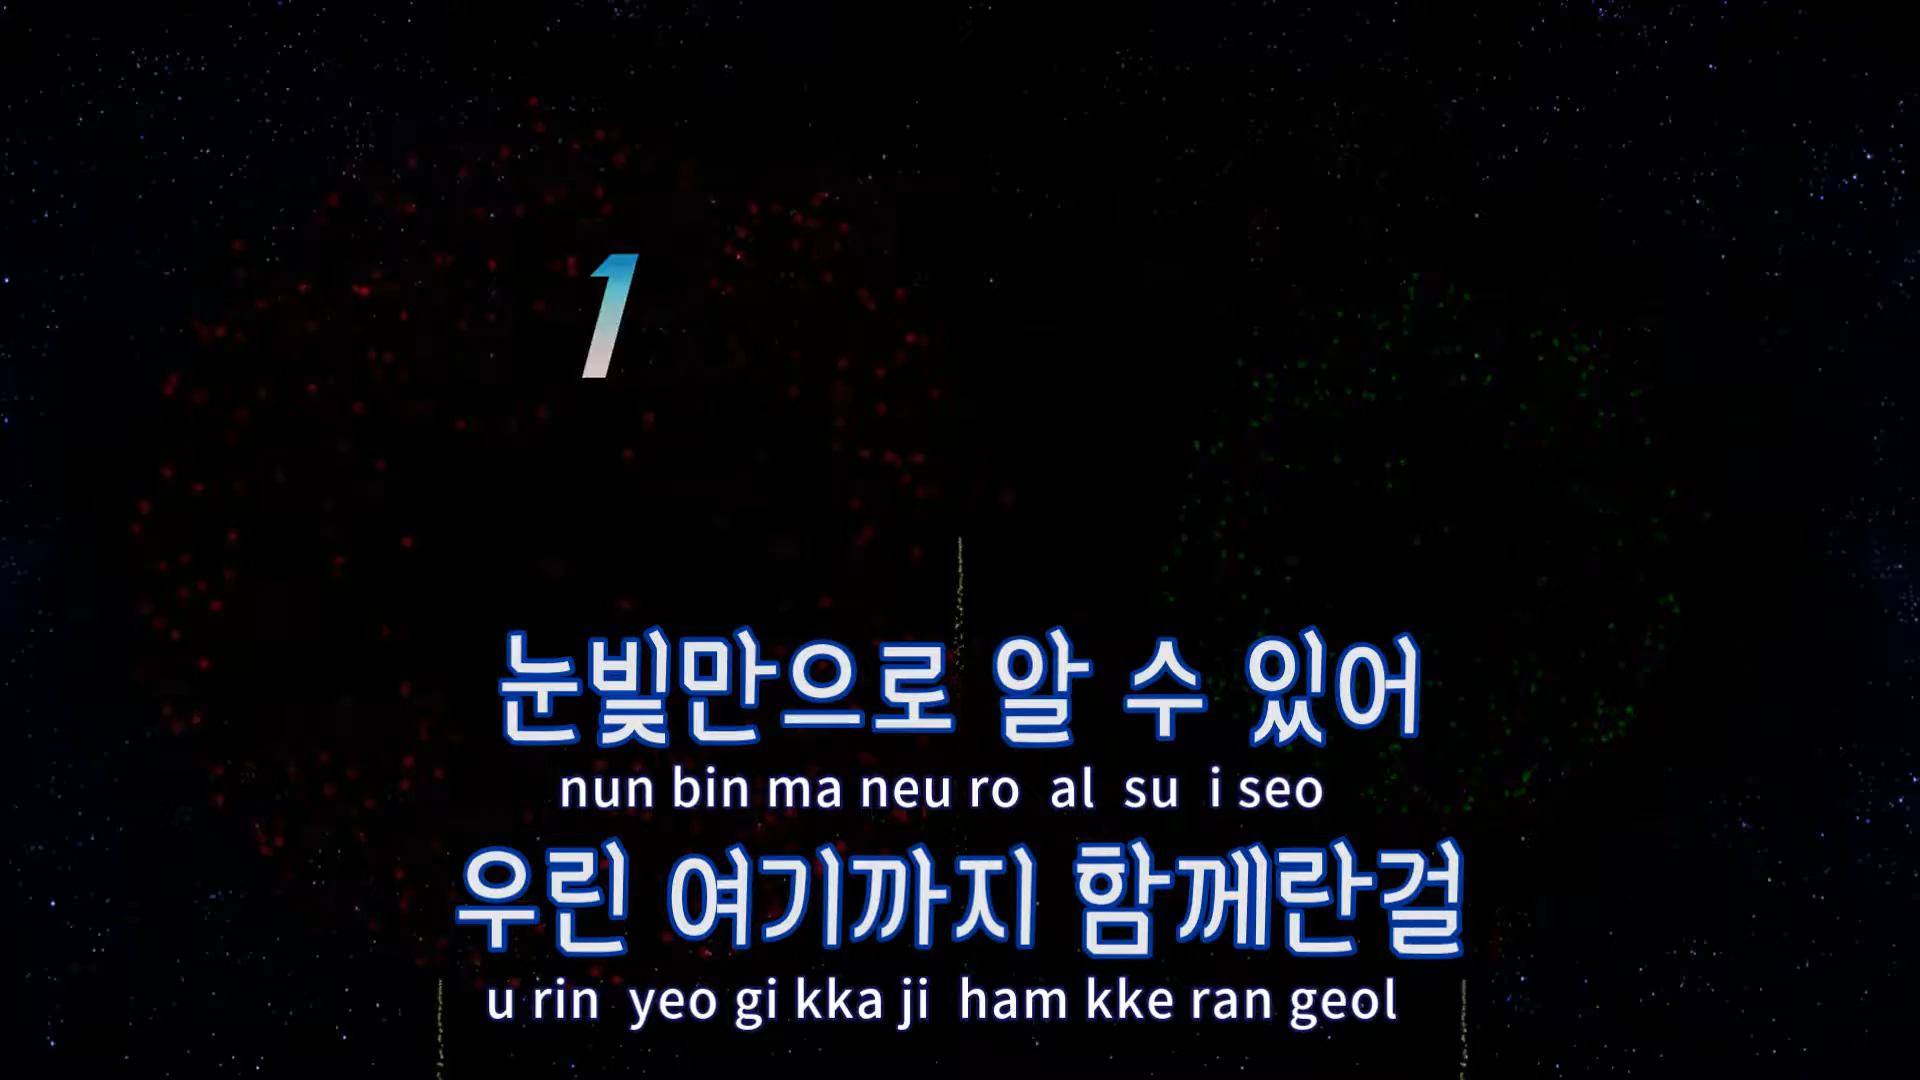 1
눈빛만으로 알 수 있어
nun bin ma neu ro al su i seo
우린 여기까지 함께란걸
u rin yeo gi kka ji ham kke ran geol